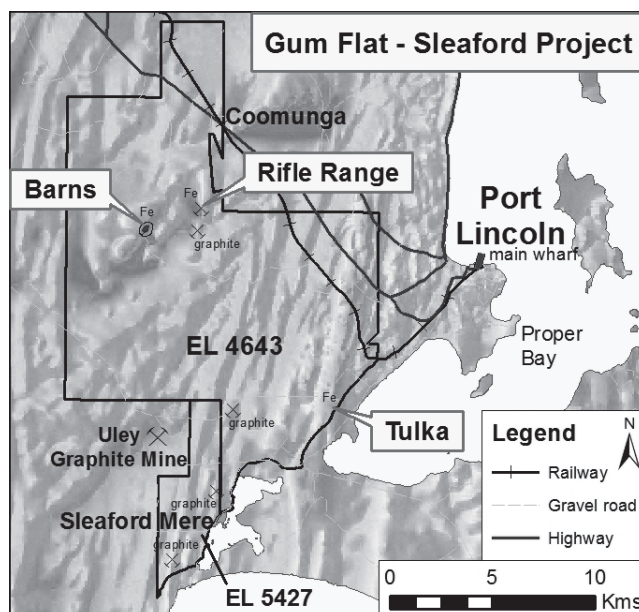 Gum Flat - Sleaford Project
Coomunga
Barns
Fe
Fe
Rifle Range
graphite
Port
Lincoln
main wharf
EL 4643
Proper
Bay
Fe
graphite
Tulka
Uley
Graphite Mine
graphite
Sleaford Mere
graphite
EL 5427
Legend
N
Railway
Gravel road
Highway
0 5 10
Kms